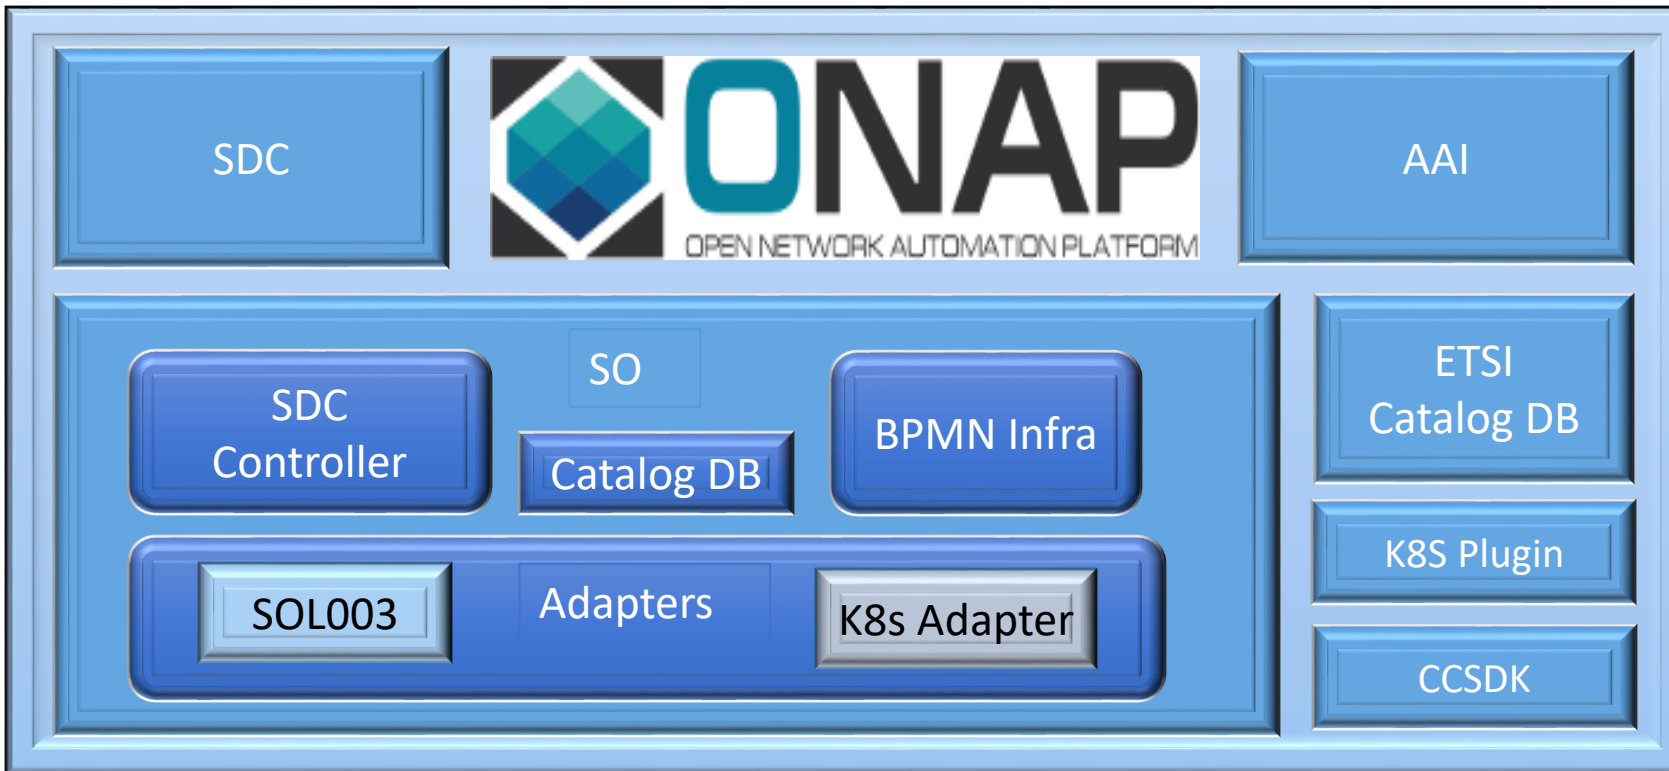 SDC
ONAP
OPEN NETWORK AUTOMATION PLATFORM
AAI
SO
SDC
Controller
Catalog DB
BPMN Infra
ETSI
Catalog DB
K8S Plugin
SOL003
Adapters
K8s Adapter
CCSDK